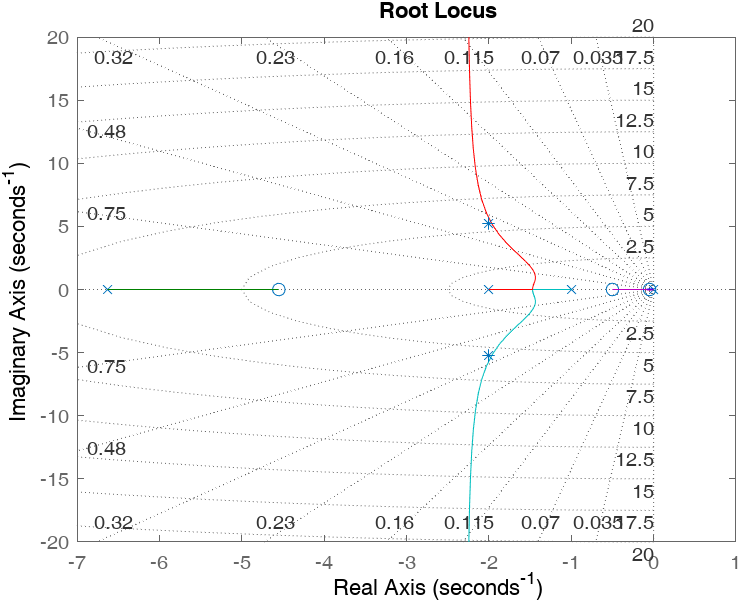 Root Locus
20
20 0.32 0.23 0.16 0.115 0.07 0.035 17.5
15 15
0.48 12.5
10 10
0.75 7.5
5 5
2.5
0
-5 2.5
0.75 5
7.5
-10 10
0.48 12.5
-15 15
0.32 0.23 0.16 0.115 0.07 0.035 17.5
-20 20
-7 -6 -5 -4 -3 -2 -1 0 1
Real Axis (seconds⁻¹)
Imaginary Axis (seconds⁻¹)